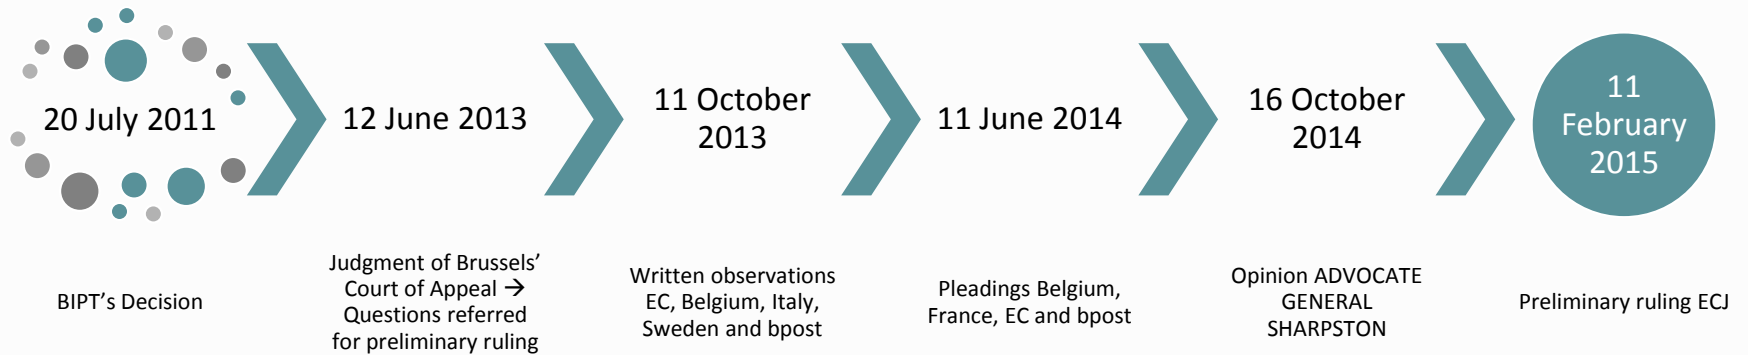 20 July 2011
12 June 2013
11 October
2013
11 June 2014
16 October
2014
11
February
2015
BIPT's Decision
Judgment of Brussels'
Court of Appeal →
Questions referred
for preliminary ruling
Written observations
EC, Belgium, Italy,
Sweden and bpost
Pleadings Belgium,
France, EC and bpost
Opinion ADVOCATE
GENERAL
SHARPSTON
Preliminary ruling ECJ